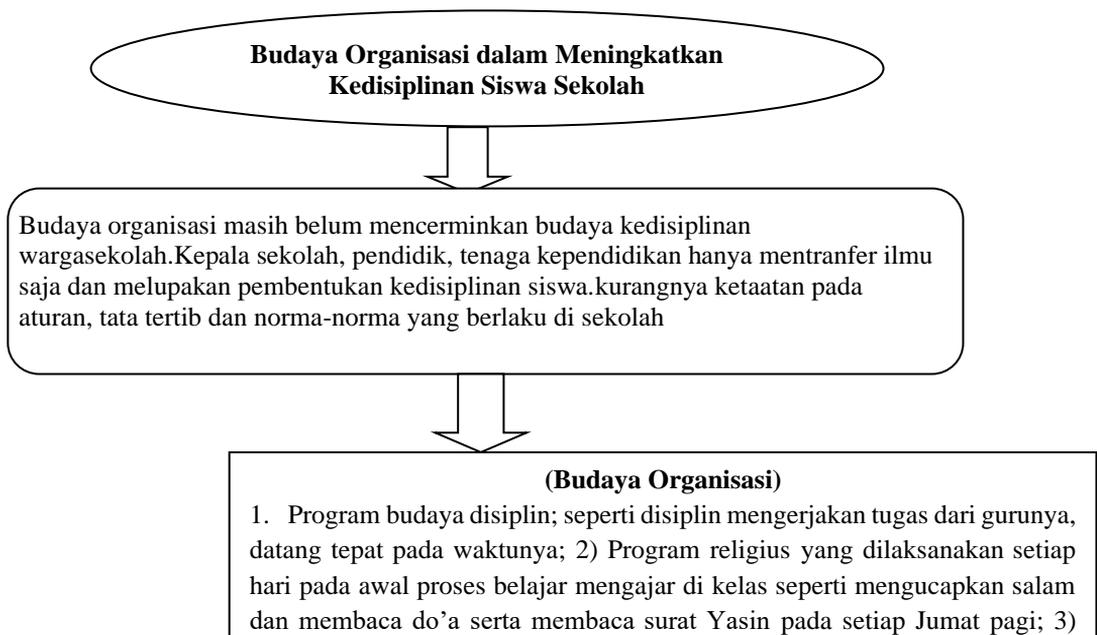 Budaya Organisasi dalam Meningkatkan
Kedisiplinan Siswa Sekolah
Budaya organisasi masih belum mencerminkan budaya kedisiplinan
wargasekolah.Kepala sekolah, pendidik, tenaga kependidikan hanya mentranfer ilmu
saja dan melupakan pembentukan kedisiplinan siswa.kurangnya ketaatan pada
aturan, tata tertib dan norma-norma yang berlaku di sekolah
(Budaya Organisasi)
1. Program budaya disiplin; seperti disiplin mengerjakan tugas dari gurunya,
datang tepat pada waktunya; 2) Program religius yang dilaksanakan setiap
hari pada awal proses belajar mengajar di kelas seperti mengucapkan salam
dan membaca do'a serta membaca surat Yasin pada setiap Jumat pagi; 3)